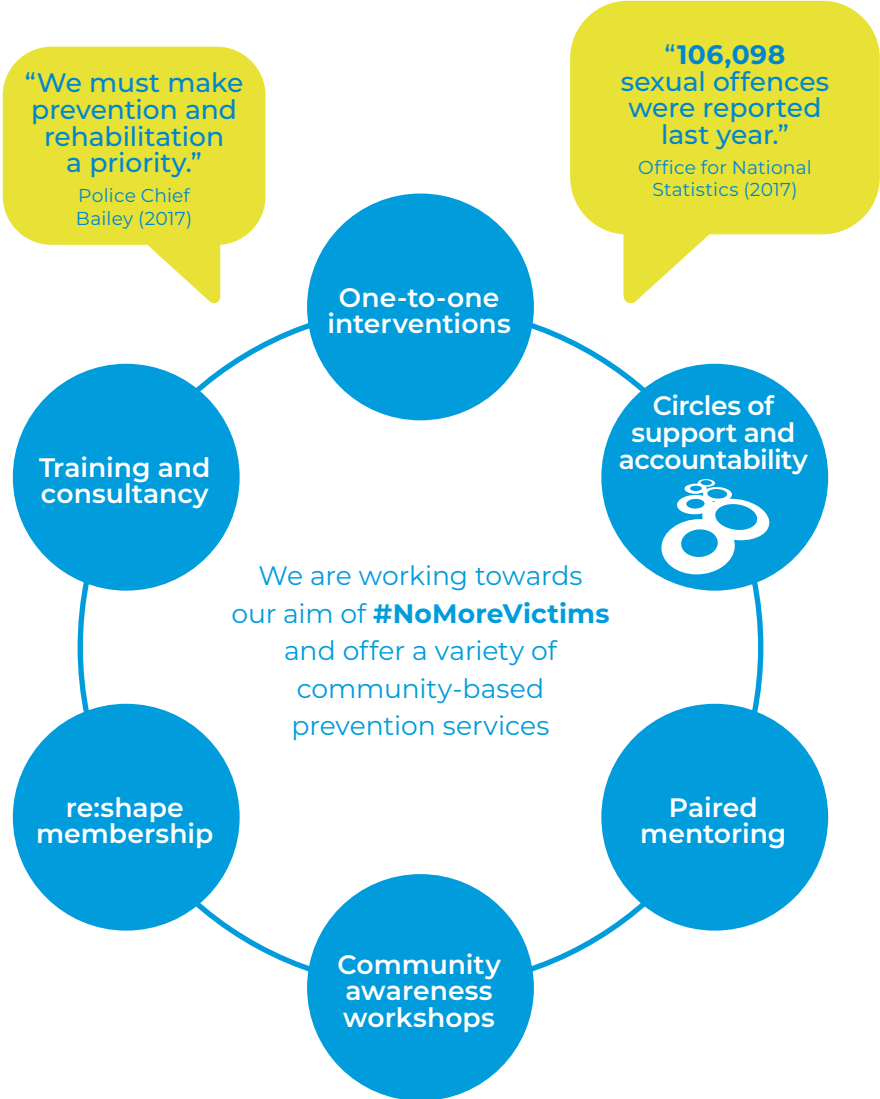 “We must make
prevention and
rehabilitation
a priority.”
Police Chief
Bailey (2017)
“106,098
sexual offences
were reported
last year.”
Office for National
Statistics (2017)
One-to-one
interventions
Circles of
support and
accountability
Training and
consultancy
We are working towards
our aim of #NoMoreVictims
and offer a variety of
community-based
prevention services
re:shape
membership
Paired
mentoring
Community
awareness
workshops